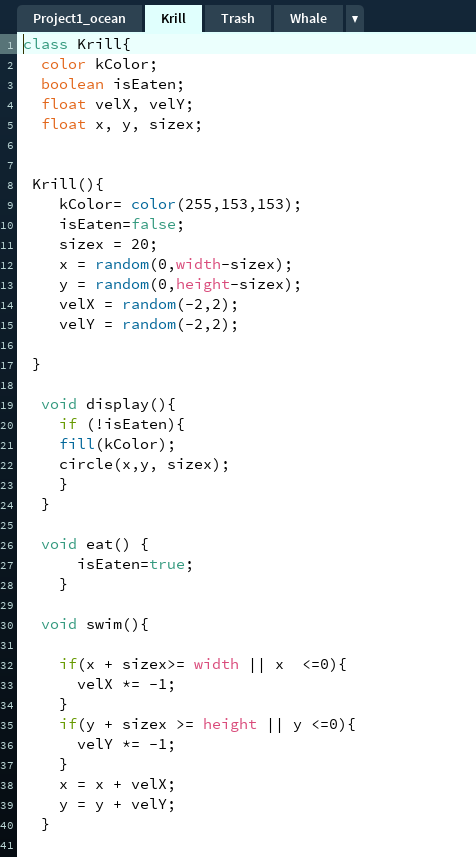 Project1_ocean Krill Trash Whale ▼
1 class Krill{
2   color kColor;
3   boolean isEaten;
4   float velX, velY;
5   float x, y, sizex;
6
7
8  Krill(){
9     kColor= color(255,153,153);
10     isEaten=false;
11     sizex = 20;
12     x = random(0,width-sizex);
13     y = random(0,height-sizex);
14     velX = random(-2,2);
15     velY = random(-2,2);
16
17  }
18
19   void display(){
20     if (!isEaten){
21     fill(kColor);
22     circle(x,y, sizex);
23     }
24   }
25
26   void eat() {
27       isEaten=true;
28     }
29
30   void swim(){
31
32     if(x + sizex>= width || x  <=0){
33       velX *= -1;
34     }
35     if(y + sizex >= height || y <=0){
36       velY *= -1;
37     }
38     x = x + velX;
39     y = y + velY;
40   }
41